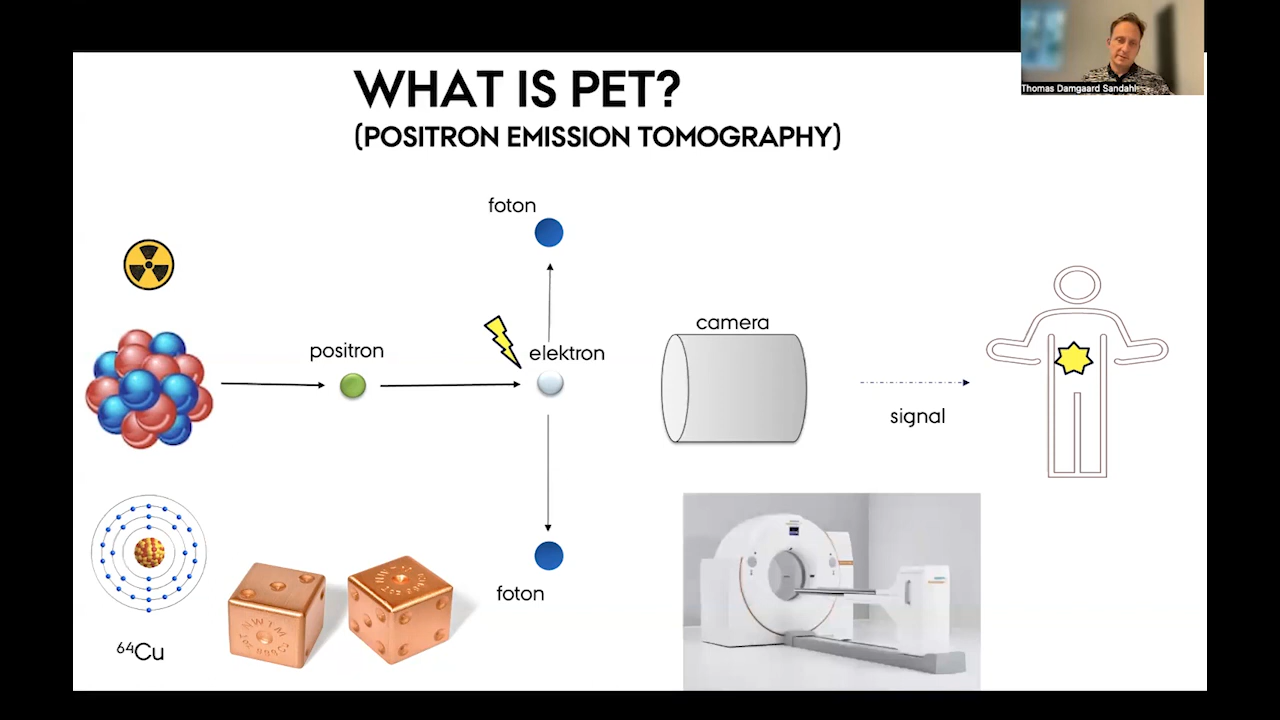 WHAT IS PET?
(POSITRON EMISSION TOMOGRAPHY)
Thomas Damgaard Sandahl
foton
positron
elektron
camera
signal
foton
64Cu